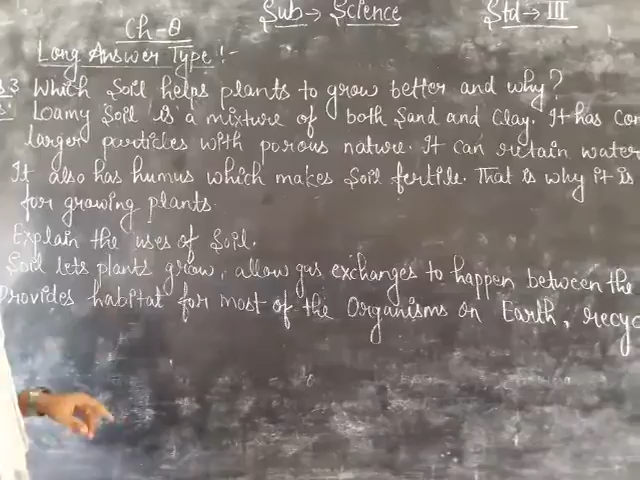 Ch-8 Sub→ Science Std→ III
Long Answer Type:-
3 Which Soil helps plants to grow better and why?
Loamy Soil is a mixture of both Sand and Clay. It has
larger particles with porous nature. It can retain water
It also has humus which makes Soil fertile. That is why it is
for growing plants.
Explain the uses of Soil.
Soil lets plants grow, allow gas exchanges to happen between the
Provides habitat for most of the Organisms on Earth,